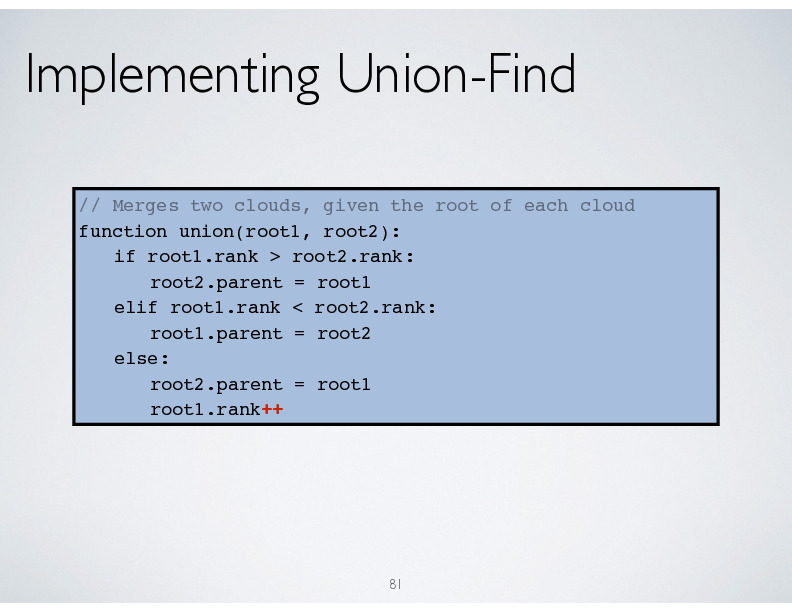 Implementing Union-Find
// Merges two clouds, given the root of each cloud
function union(root1, root2):
if root1.rank > root2.rank:
root2.parent = root1
elif root1.rank < root2.rank:
root1.parent = root2
else:
root2.parent = root1
root1.rank++
81